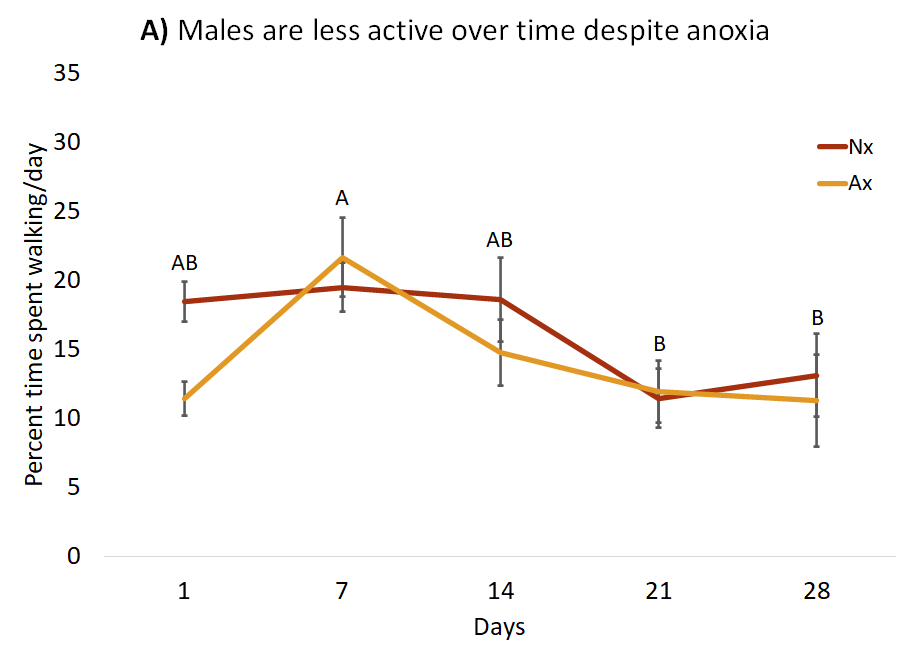 A) Males are less active over time despite anoxia
Percent time spent walking/day
35
30
25
20
15
10
5
0
Nx
Ax
AB
A
AB
B
B
1 7 14 21 28
Days